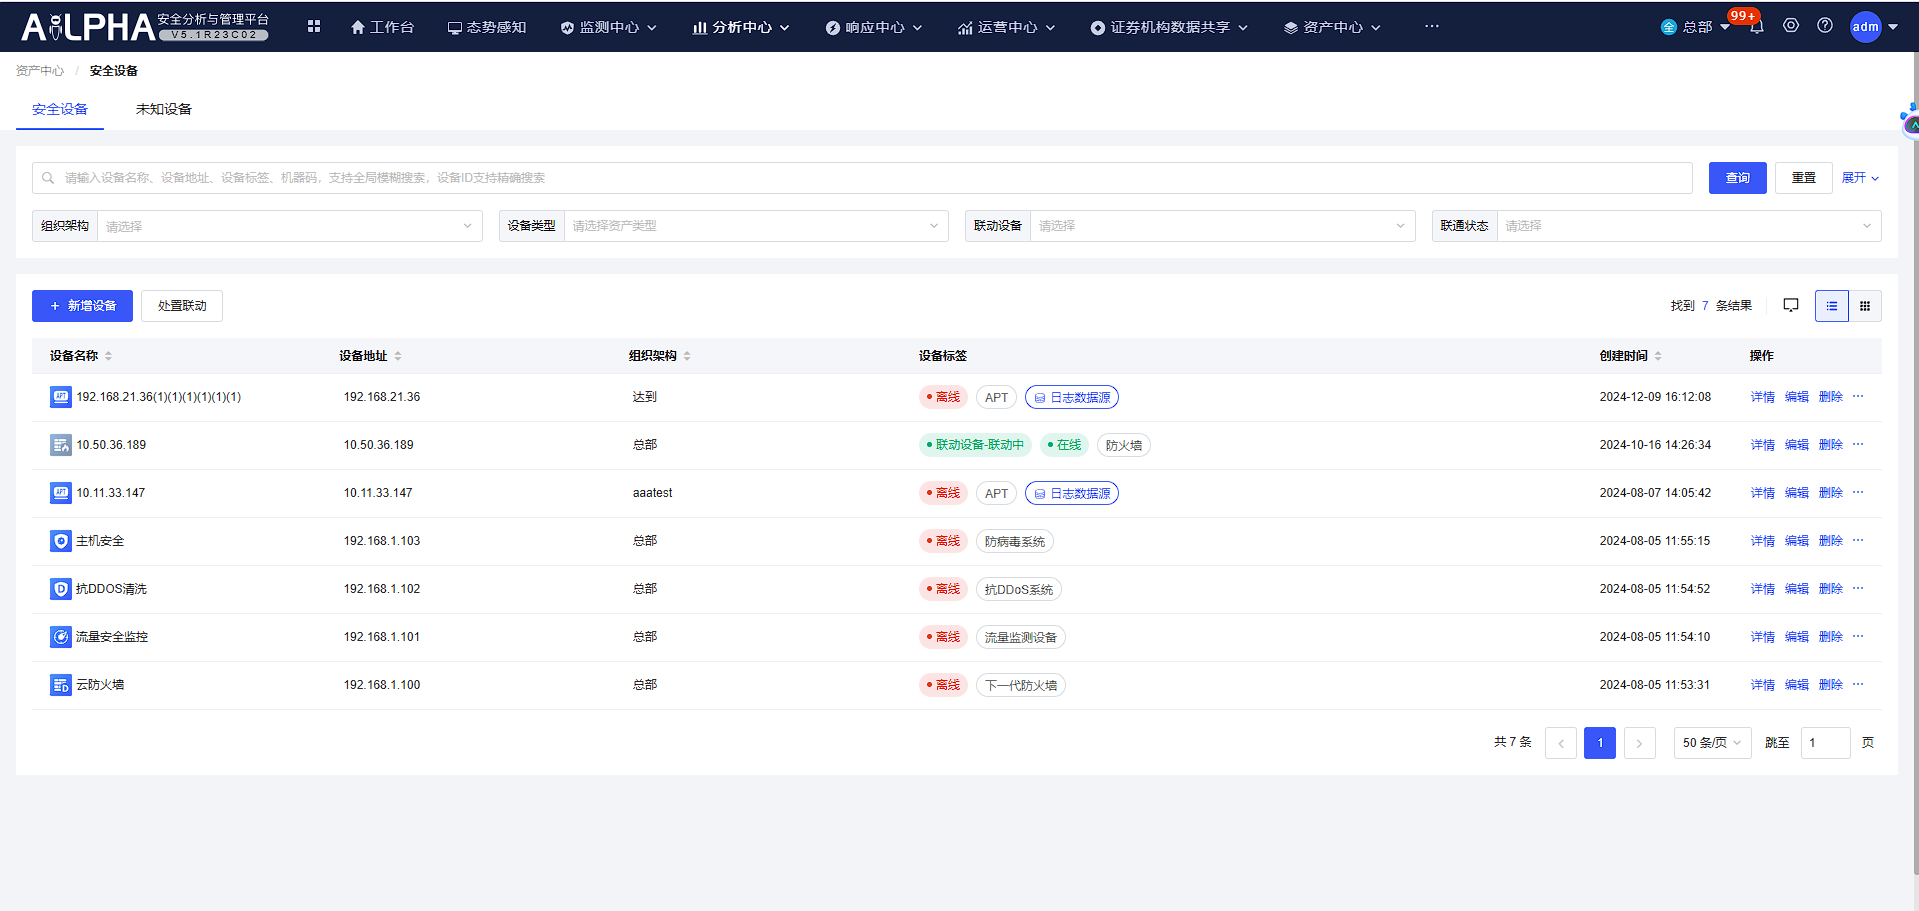 AiLPHA 安全分析与管理平台
V5.1R23C02
工作台 态势感知 监测中心 分析中心 响应中心 运营中心 证券机构数据共享 资产中心 ··· 全 总部 99+ adm
资产中心 / 安全设备
安全设备 未知设备
请输入设备名称、设备地址、设备标签、机器码，支持全局模糊搜索，设备ID支持精确搜索 查询 重置 展开
组织架构 请选择 设备类型 请选择资产类型 联动设备 请选择 联通状态 请选择
+ 新增设备 处置联动 找到 7 条结果
设备名称 设备地址 组织架构 设备标签 创建时间 操作
APT 192.168.21.36(1)(1)(1)(1)(1)(1) 192.168.21.36 达到 离线 APT 日志数据源 2024-12-09 16:12:08 详情 编辑 删除 ···
10.50.36.189 10.50.36.189 总部 联动设备-联动中 在线 防火墙 2024-10-16 14:26:34 详情 编辑 删除 ···
APT 10.11.33.147 10.11.33.147 aaatest 离线 APT 日志数据源 2024-08-07 14:05:42 详情 编辑 删除 ···
主机安全 192.168.1.103 总部 离线 防病毒系统 2024-08-05 11:55:15 详情 编辑 删除 ···
D 抗DDOS清洗 192.168.1.102 总部 离线 抗DDoS系统 2024-08-05 11:54:52 详情 编辑 删除 ···
流量安全监控 192.168.1.101 总部 离线 流量监测设备 2024-08-05 11:54:10 详情 编辑 删除 ···
D 云防火墙 192.168.1.100 总部 离线 下一代防火墙 2024-08-05 11:53:31 详情 编辑 删除 ···
共 7 条 1 50 条/页 跳至 1 页